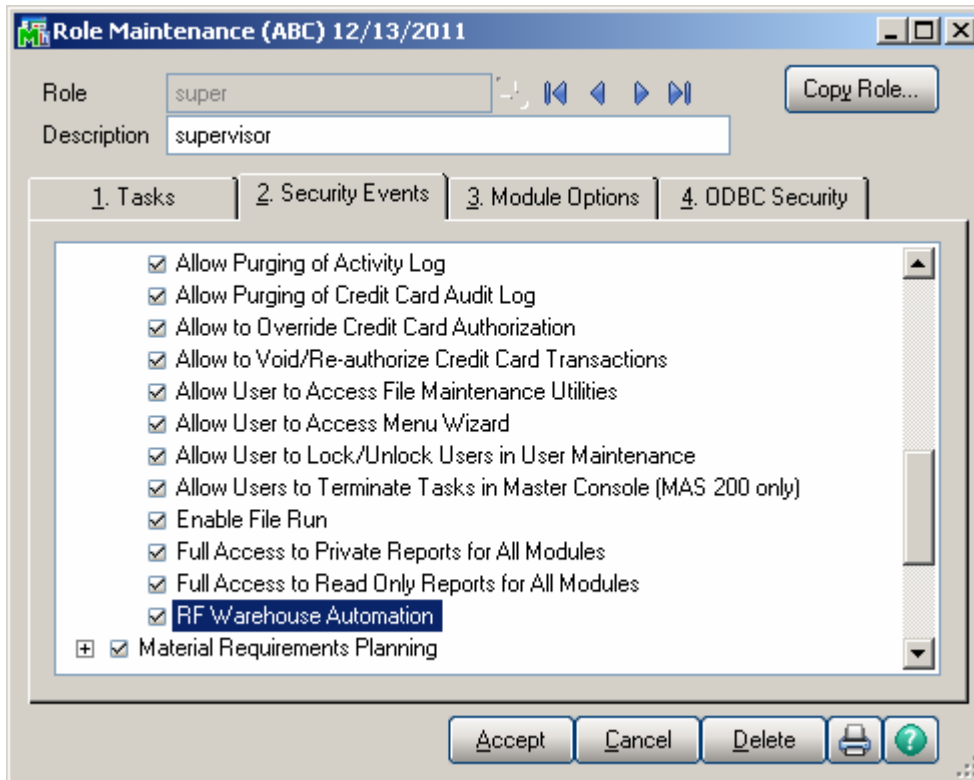 Role Maintenance (ABC) 12/13/2011
Role super Copy Role...
Description supervisor
1. Tasks 2. Security Events 3. Module Options 4. ODBC Security
Allow Purging of Activity Log
Allow Purging of Credit Card Audit Log
Allow to Override Credit Card Authorization
Allow to Void/Re-authorize Credit Card Transactions
Allow User to Access File Maintenance Utilities
Allow User to Access Menu Wizard
Allow User to Lock/Unlock Users in User Maintenance
Allow Users to Terminate Tasks in Master Console (MAS 200 only)
Enable File Run
Full Access to Private Reports for All Modules
Full Access to Read Only Reports for All Modules
RF Warehouse Automation
Material Requirements Planning
Accept Cancel Delete